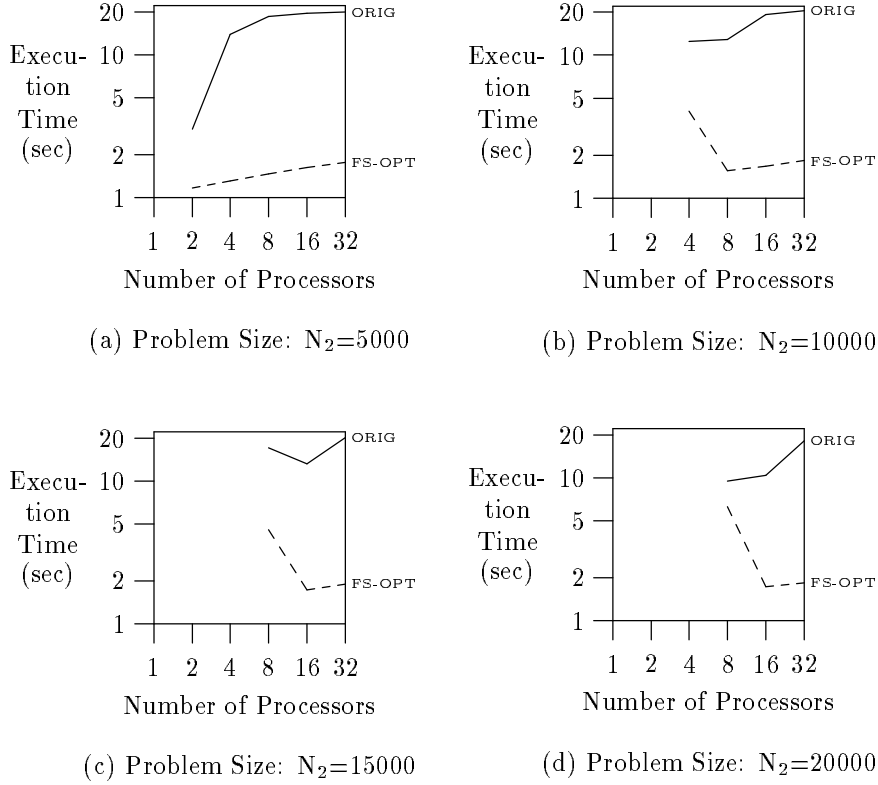 Execu-
tion
Time
(sec)
20
10
5
2
1
ORIG
FS-OPT
1 2 4 8 16 32
Number of Processors
(a) Problem Size: N₂=5000
Execu-
tion
Time
(sec)
20
10
5
2
1
ORIG
FS-OPT
1 2 4 8 16 32
Number of Processors
(b) Problem Size: N₂=10000
Execu-
tion
Time
(sec)
20
10
5
2
1
ORIG
FS-OPT
1 2 4 8 16 32
Number of Processors
(c) Problem Size: N₂=15000
Execu-
tion
Time
(sec)
20
10
5
2
1
ORIG
FS-OPT
1 2 4 8 16 32
Number of Processors
(d) Problem Size: N₂=20000